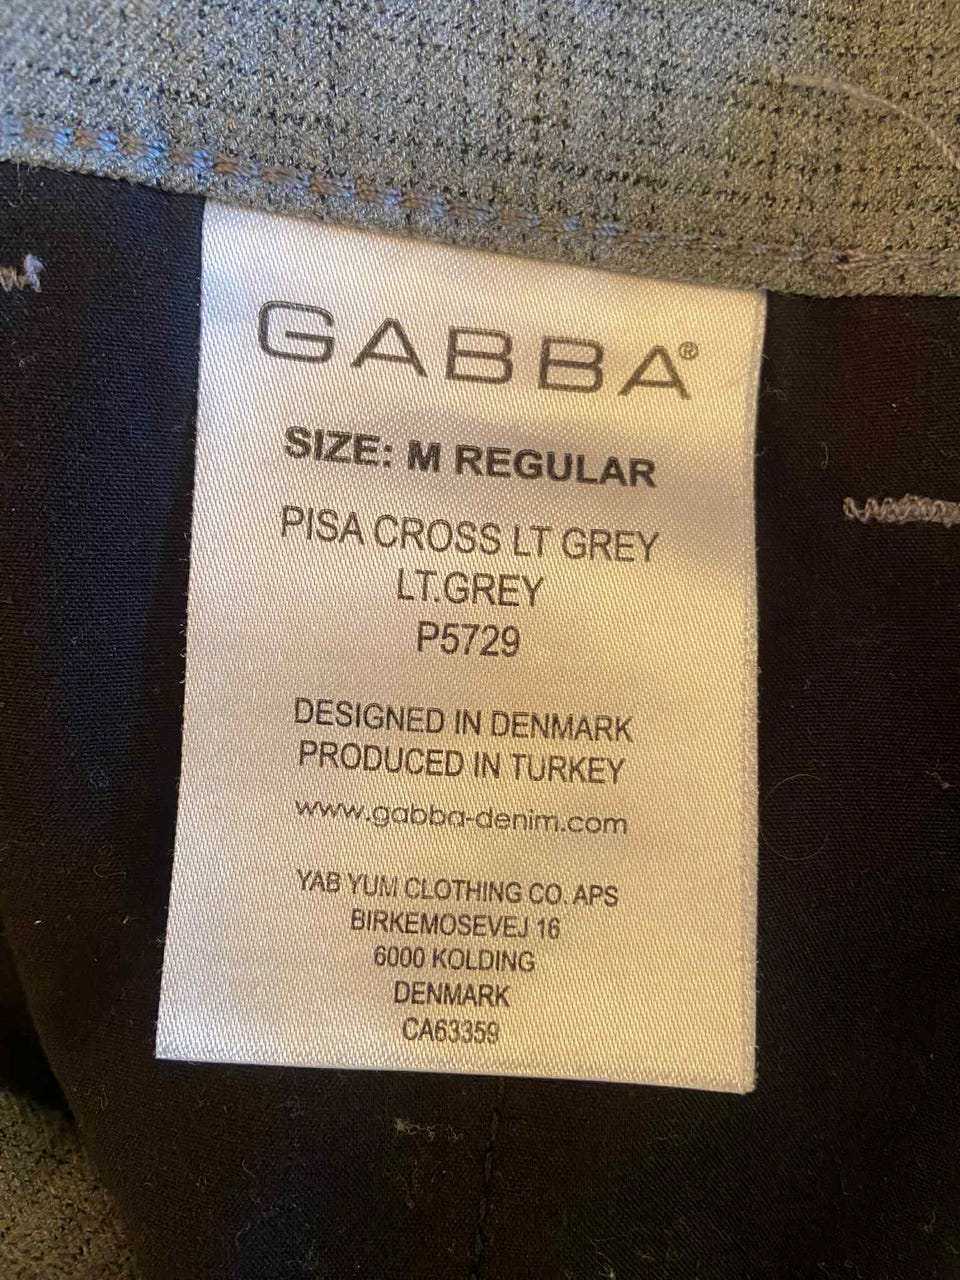 GABBA®
SIZE: M REGULAR
PISA CROSS LT GREY
LT.GREY
P5729
DESIGNED IN DENMARK
PRODUCED IN TURKEY
www.gabba-denim.com
YAB YUM CLOTHING CO. APS
BIRKEMOSEVEJ 16
6000 KOLDING
DENMARK
CA63359